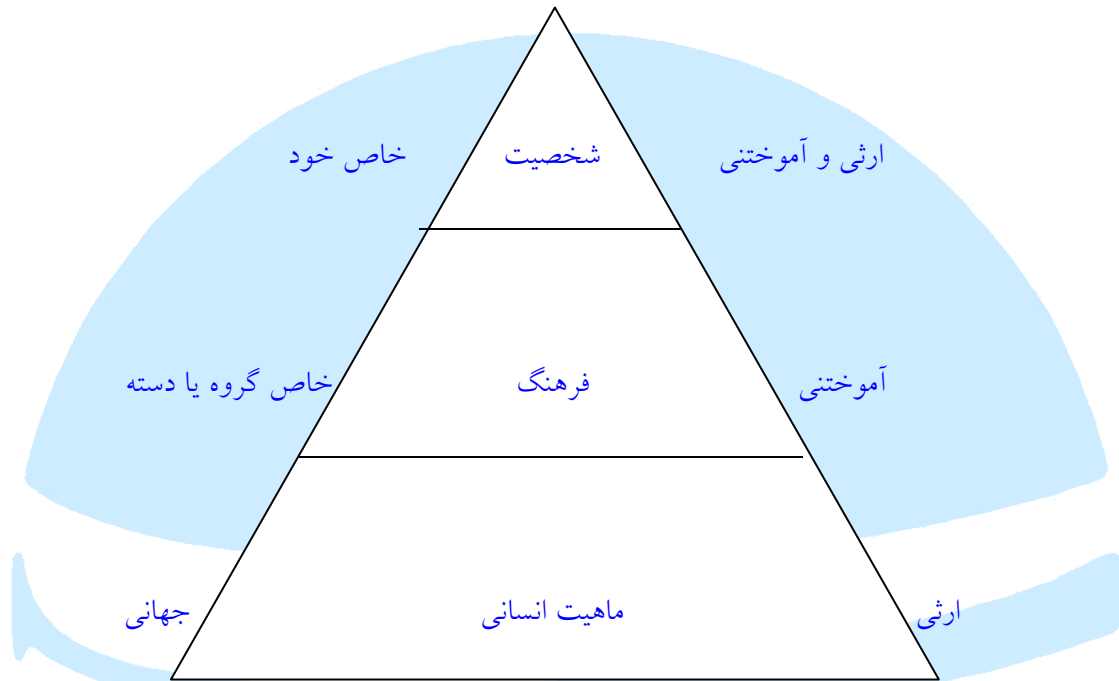 ارثی و آموختنی شخصیت خاص خود
آموختنی فرهنگ خاص گروه یا دسته
ارثی ماهیت انسانی جهانی